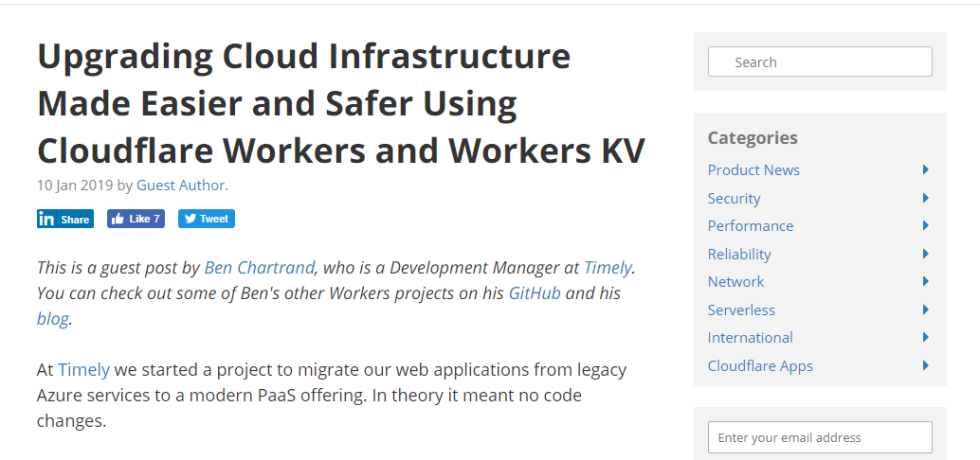 Upgrading Cloud Infrastructure
Made Easier and Safer Using
Cloudflare Workers and Workers KV
10 Jan 2019 by Guest Author.
in Share
Like 7
Tweet
This is a guest post by Ben Chartrand, who is a Development Manager at Timely.
You can check out some of Ben's other Workers projects on his GitHub and his
blog.
At Timely we started a project to migrate our web applications from legacy
Azure services to a modern PaaS offering. In theory it meant no code
changes.
Search
Categories
Product News
Security
Performance
Reliability
Network
Serverless
International
Cloudflare Apps
Enter your email address